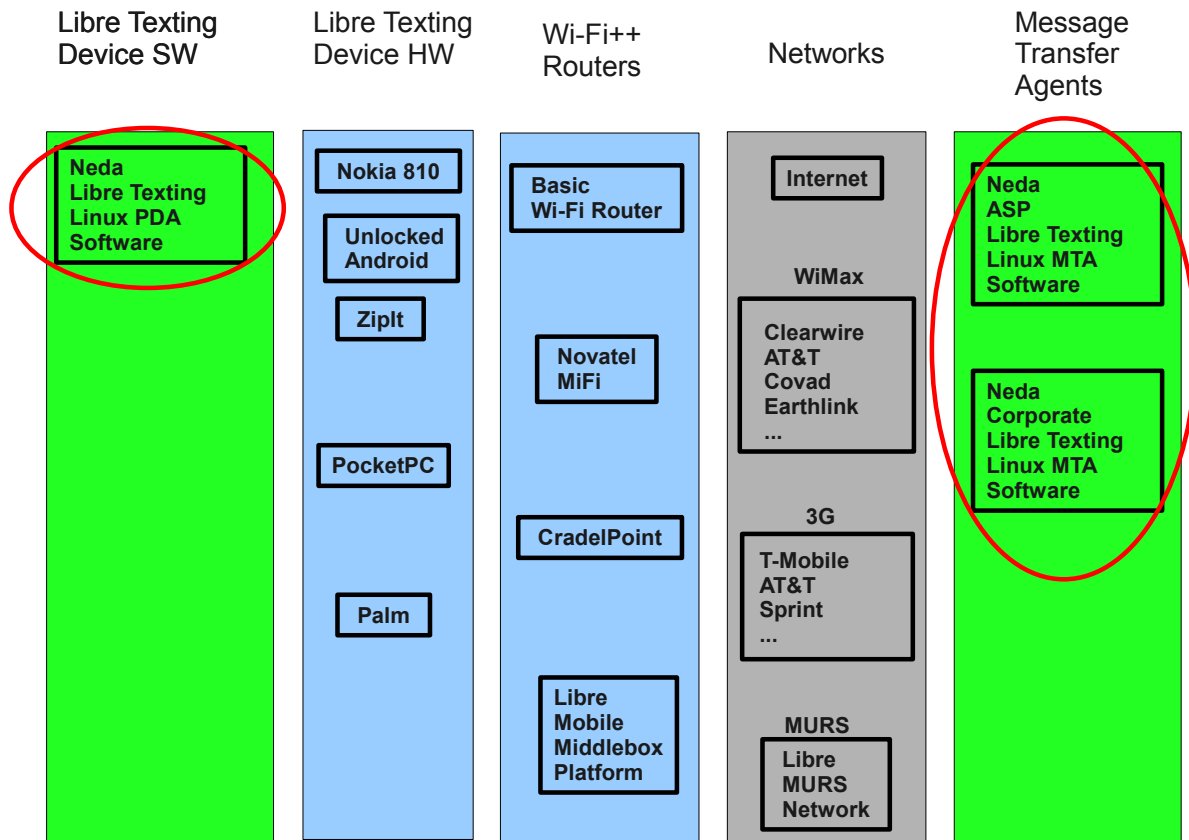 Libre Texting
Device SW
Libre Texting
Device HW
Wi-Fi++
Routers
Networks
Message
Transfer
Agents
Neda
Libre Texting
Linux PDA
Software
Nokia 810
Unlocked
Android
ZipIt
PocketPC
Palm
Basic
Wi-Fi Router
Novatel
MiFi
CradelPoint
Libre
Mobile
Middlebox
Platform
Internet
WiMax
Clearwire
AT&T
Covad
Earthlink
...
3G
T-Mobile
AT&T
Sprint
...
MURS
Libre
MURS
Network
Neda
ASP
Libre Texting
Linux MTA
Software
Neda
Corporate
Libre Texting
Linux MTA
Software